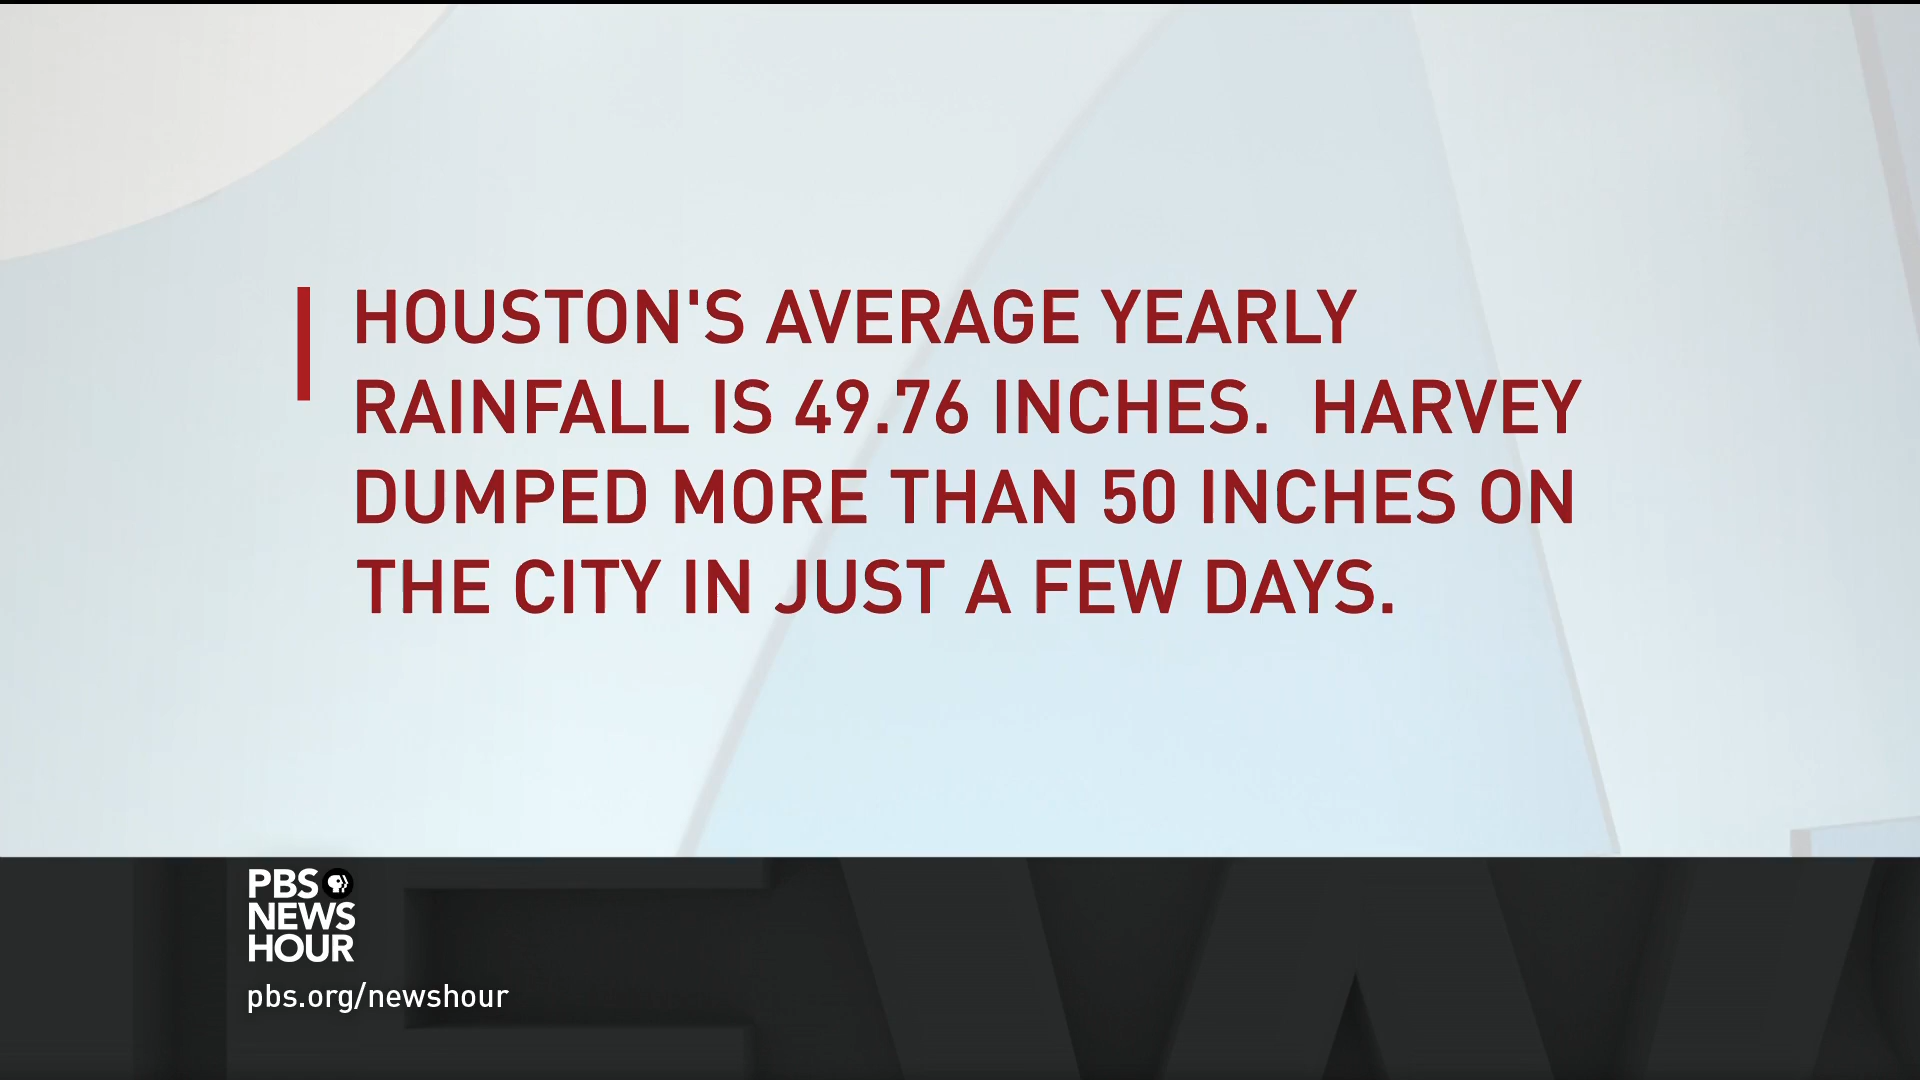 HOUSTON'S AVERAGE YEARLY
RAINFALL IS 49.76 INCHES.  HARVEY
DUMPED MORE THAN 50 INCHES ON
THE CITY IN JUST A FEW DAYS.
PBS
NEWS
HOUR
pbs.org/newshour